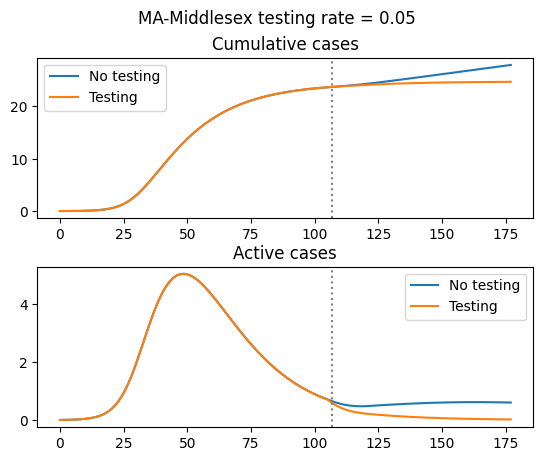 MA-Middlesex testing rate = 0.05
Cumulative cases
No testing
Testing
20
10
0
0 25 50 75 100 125 150 175
Active cases
No testing
Testing
4
2
0
0 25 50 75 100 125 150 175